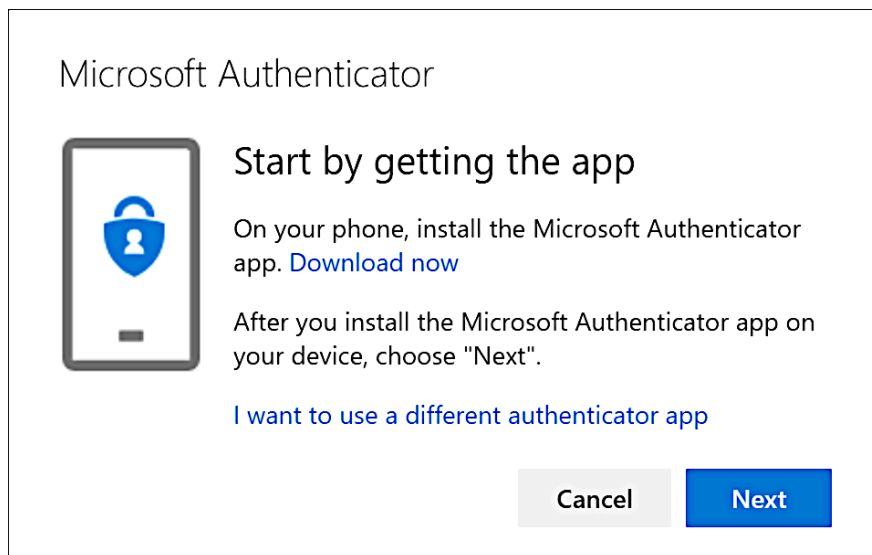 Microsoft Authenticator
Start by getting the app
On your phone, install the Microsoft Authenticator
app. Download now
After you install the Microsoft Authenticator app on
your device, choose "Next".
I want to use a different authenticator app
Cancel
Next